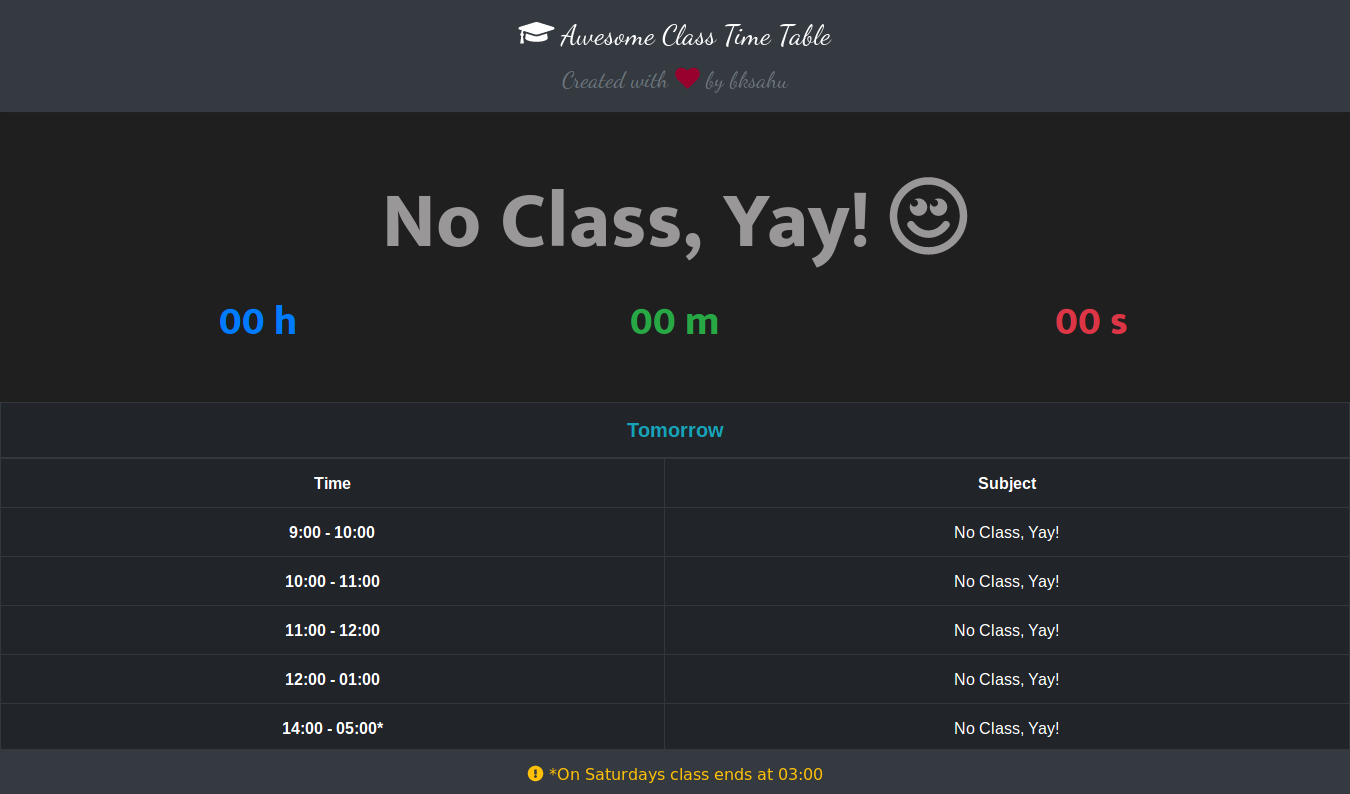 Awesome Class Time Table
Created with by bksahu
No Class, Yay!
00 h 00 m 00 s
Tomorrow
Time Subject
9:00 - 10:00 No Class, Yay!
10:00 - 11:00 No Class, Yay!
11:00 - 12:00 No Class, Yay!
12:00 - 01:00 No Class, Yay!
14:00 - 05:00* No Class, Yay!
*On Saturdays class ends at 03:00